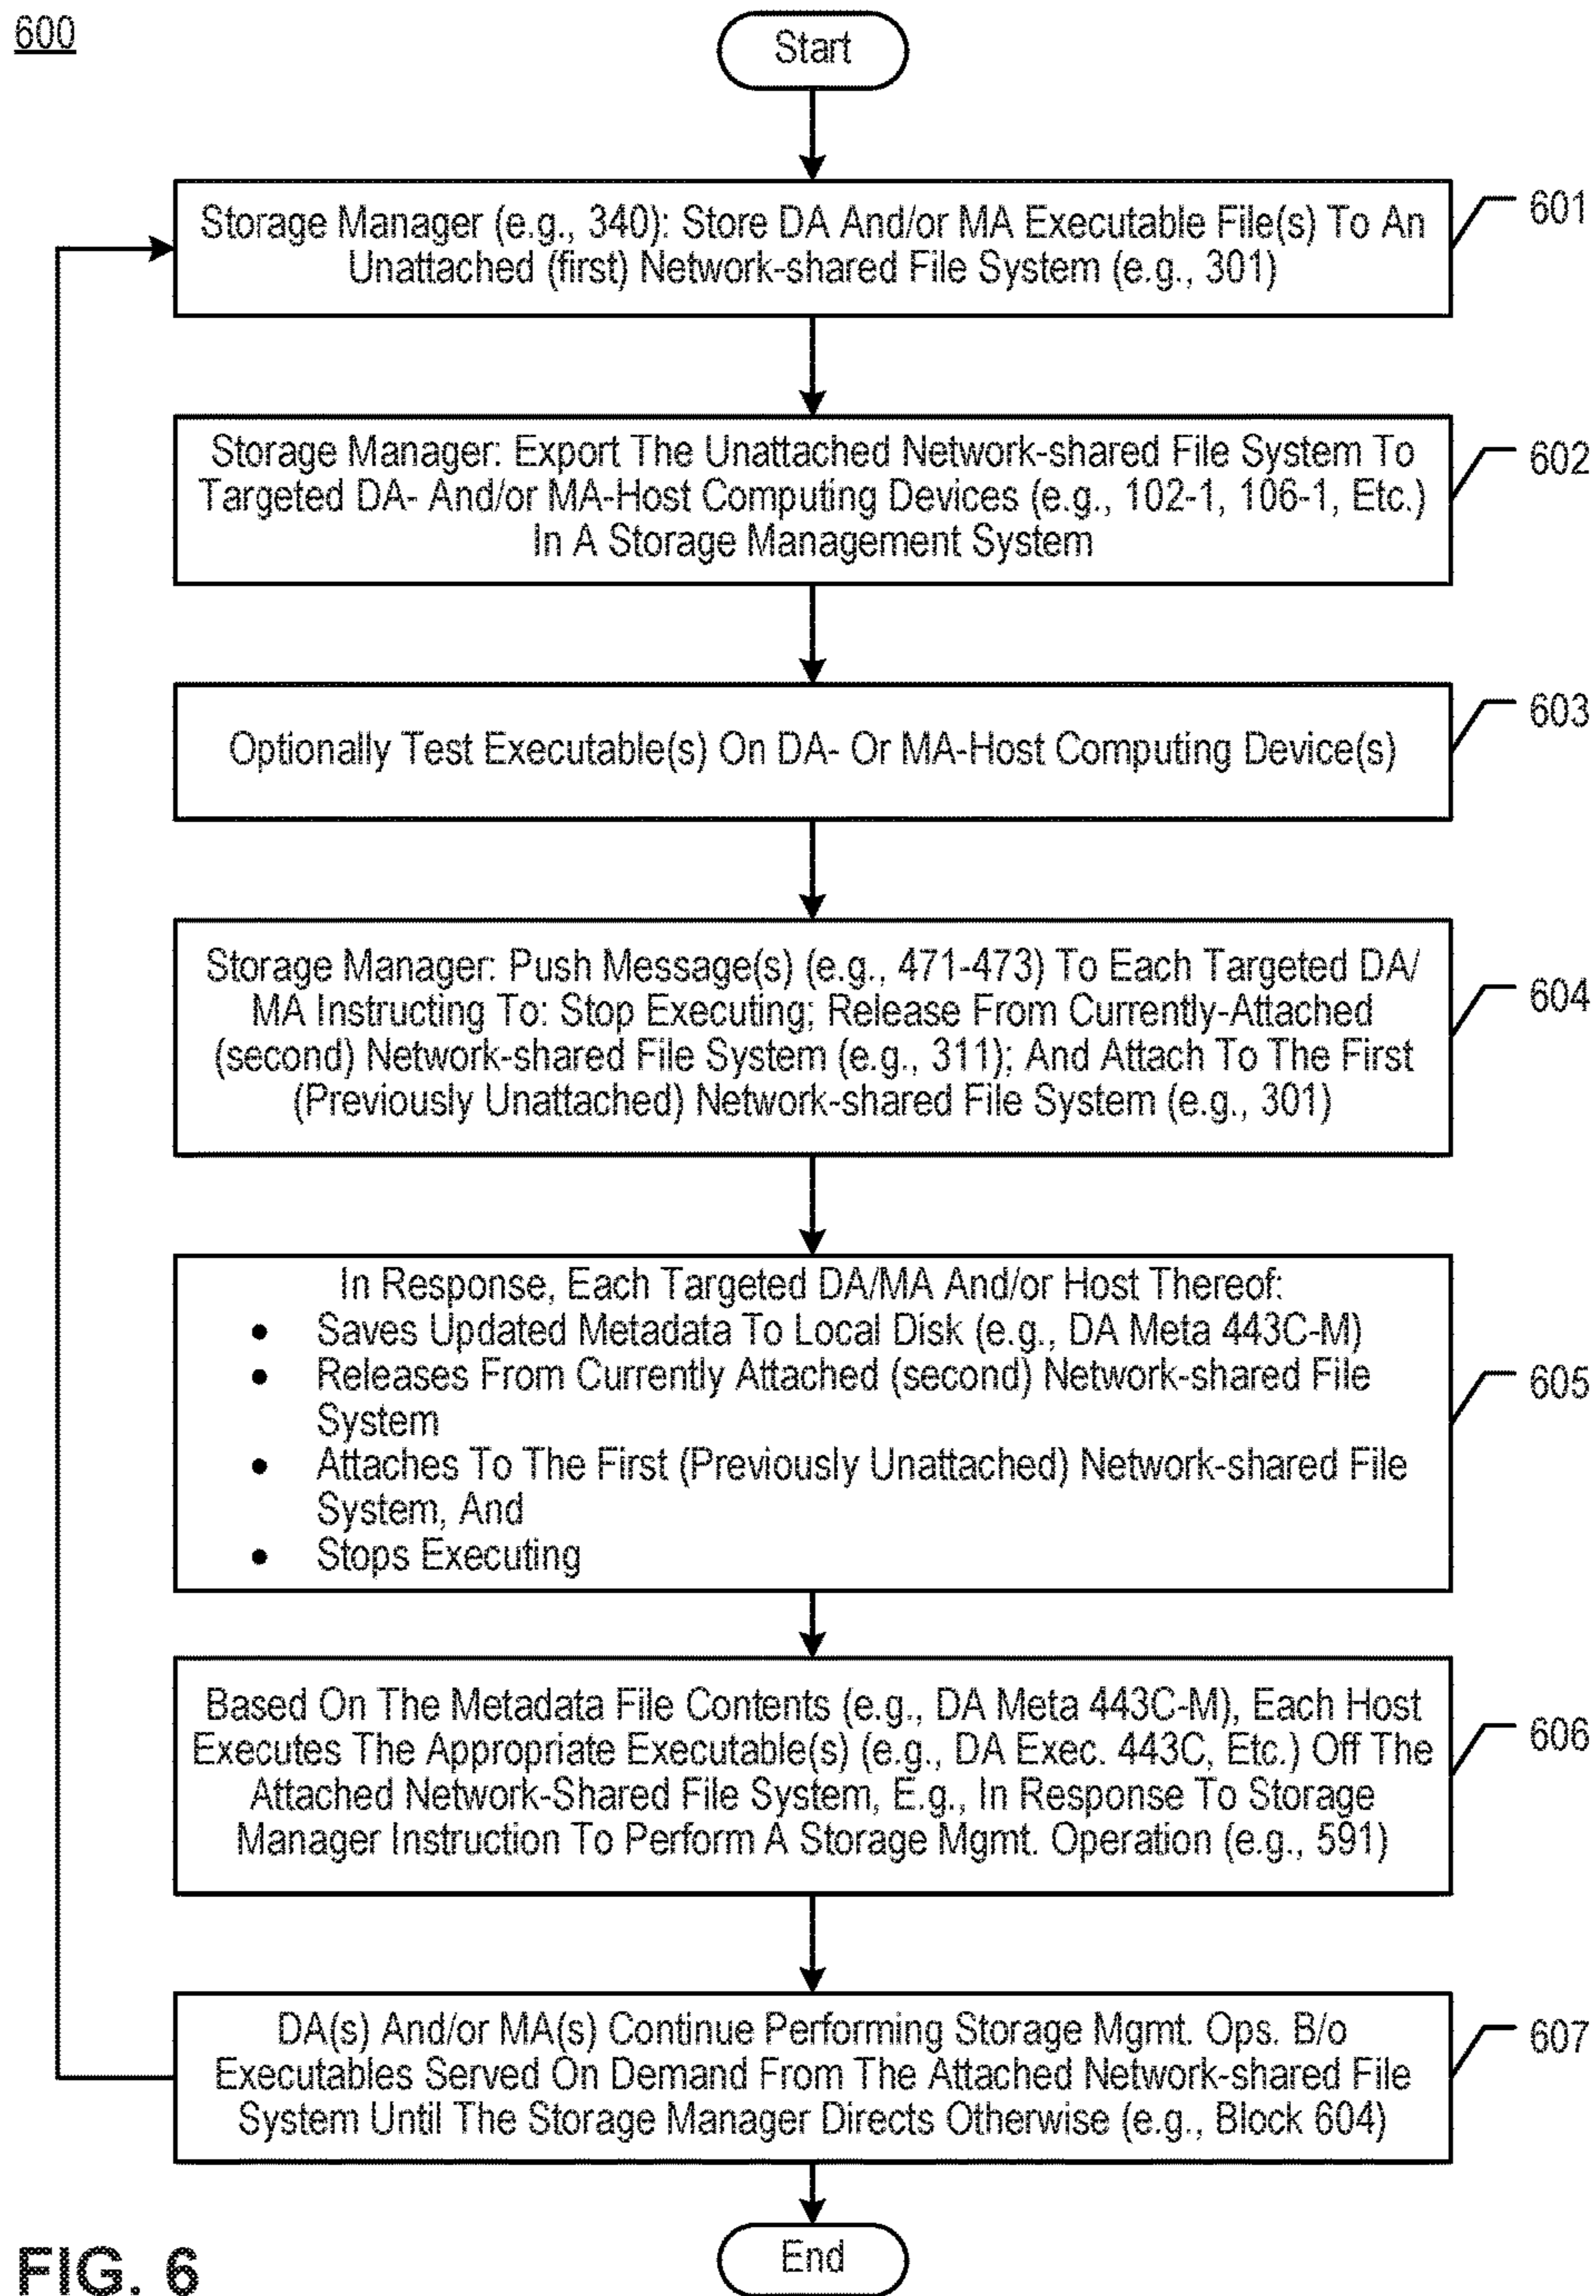 600
Start
Storage Manager (e.g., 340): Store DA And/or MA Executable File(s) To An
Unattached (first) Network-shared File System (e.g., 301)
601
Storage Manager: Export The Unattached Network-shared File System To
Targeted DA- And/or MA-Host Computing Devices (e.g., 102-1, 106-1, Etc.)
In A Storage Management System
602
Optionally Test Executable(s) On DA- Or MA-Host Computing Device(s)
603
Storage Manager: Push Message(s) (e.g., 471-473) To Each Targeted DA/
MA Instructing To: Stop Executing; Release From Currently-Attached
(second) Network-shared File System (e.g., 311); And Attach To The First
(Previously Unattached) Network-shared File System (e.g., 301)
604
In Response, Each Targeted DA/MA And/or Host Thereof:
• Saves Updated Metadata To Local Disk (e.g., DA Meta 443C-M)
• Releases From Currently Attached (second) Network-shared File
System
• Attaches To The First (Previously Unattached) Network-shared File
System, And
• Stops Executing
605
Based On The Metadata File Contents (e.g., DA Meta 443C-M), Each Host
Executes The Appropriate Executable(s) (e.g., DA Exec. 443C, Etc.) Off The
Attached Network-Shared File System, E.g., In Response To Storage
Manager Instruction To Perform A Storage Mgmt. Operation (e.g., 591)
606
DA(s) And/or MA(s) Continue Performing Storage Mgmt. Ops. B/o
Executables Served On Demand From The Attached Network-shared File
System Until The Storage Manager Directs Otherwise (e.g., Block 604)
607
End
FIG. 6